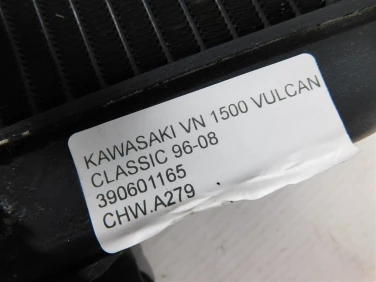 KAWASAKI VN 1500 VULCAN
CLASSIC 96-08
390601165
CHW.A279